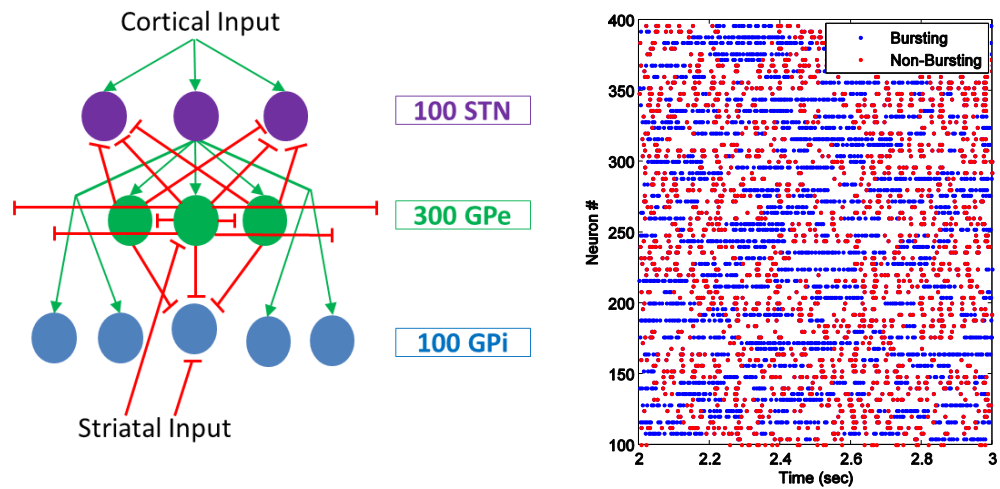 Cortical Input
100 STN
300 GPe
100 GPi
Striatal Input
400
350
300
250
200
150
100
Neuron #
Bursting
Non-Bursting
2
2.2
2.4
2.6
2.8
3
Time (sec)